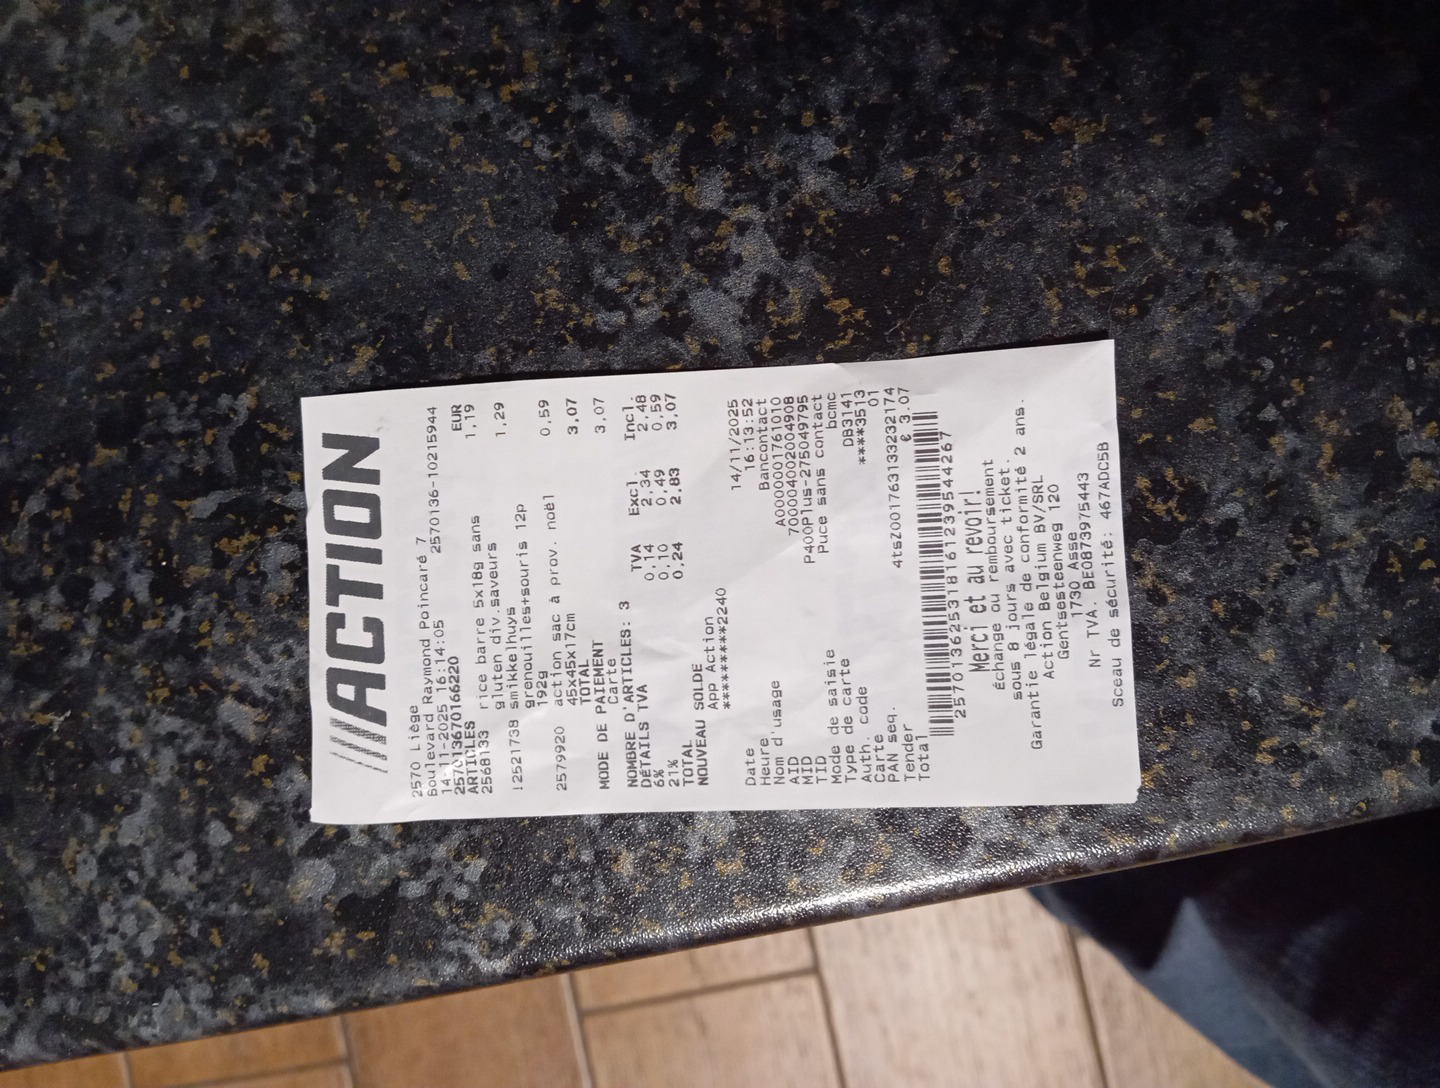 ACTION
2570 Liège
Boulevard Raymond Poincaré 7
14-11-2025 16:14:05 2570136-10215944
257013670166220
ARTICLES EUR
2568133 rice barre 5x18g sans 1,19
gluten div.saveurs
12521738 smikkelhuys 1,29
grenouilles+souris 12p
192g
2579920 action sac à prov. noël 0,59
45x45x17cm
TOTAL 3,07
MODE DE PAIEMENT
Carte 3,07
NOMBRE D'ARTICLES: 3
DÉTAILS TVA TVA Excl. Incl.
6% 0,14 2,34 2,48
21% 0,10 0,49 0,59
TOTAL 0,24 2,83 3,07
NOUVEAU SOLDE
App Action
*********2240
Date 14/11/2025
Heure 16:13:52
Nom d'usage Bancontact
AID A0000001761010
MID 700004002004908
TID P400Plus-275049795
Mode de saisie Puce sans contact
Type de carte bcmc
Auth. code DB3141
Carte ****3513
PAN seq. 01
Tender 4tsZ001763133232174
Total € 3.07
2570136253181612395442​67
Merci et au revoir!
échange ou remboursement
sous 8 jours avec ticket.
Garantie légale de conformité 2 ans.
Action Belgium BV/SRL
Gentsesteenweg 120
1730 Asse
Nr TVA. BE0873975443
Sceau de sécurité: 467ADC5B